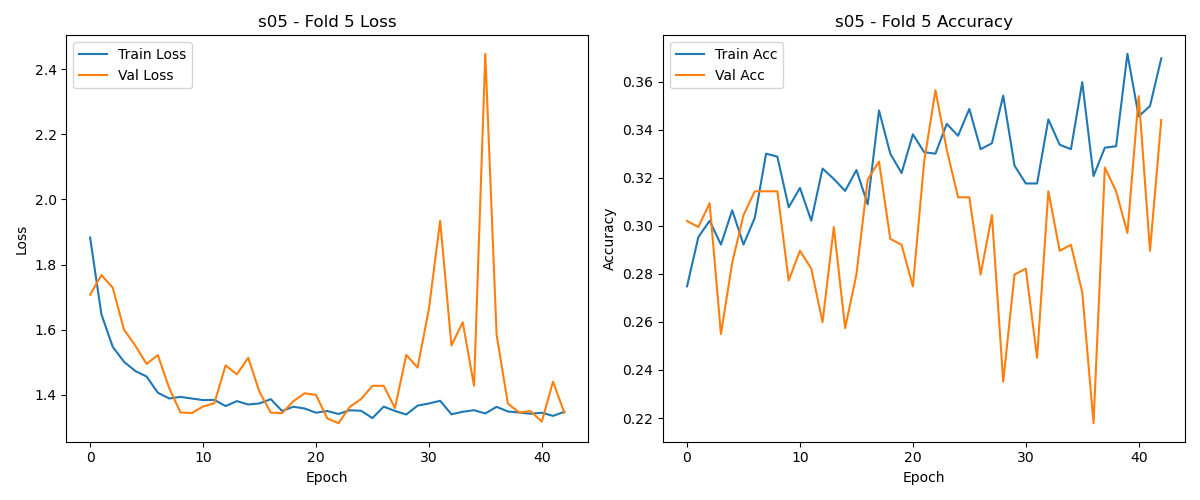 s05 - Fold 5 Loss
Train Loss
Val Loss
2.4
2.2
2.0
1.8
1.6
1.4
Loss
0 10 20 30 40
Epoch
s05 - Fold 5 Accuracy
Train Acc
Val Acc
0.36
0.34
0.32
0.30
0.28
0.26
0.24
0.22
Accuracy
0 10 20 30 40
Epoch